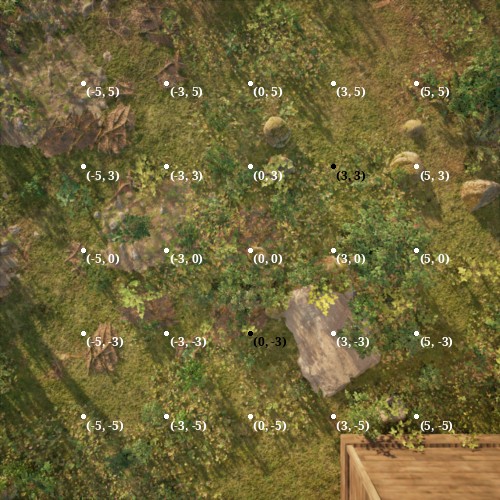 (-5, 5) (-3, 5) (0, 5) (3, 5) (5, 5)
(-5, 3) (-3, 3) (0, 3) (3, 3) (5, 3)
(-5, 0) (-3, 0) (0, 0) (3, 0) (5, 0)
(-5, -3) (-3, -3) (0, -3) (3, -3) (5, -3)
(-5, -5) (-3, -5) (0, -5) (3, -5) (5, -5)